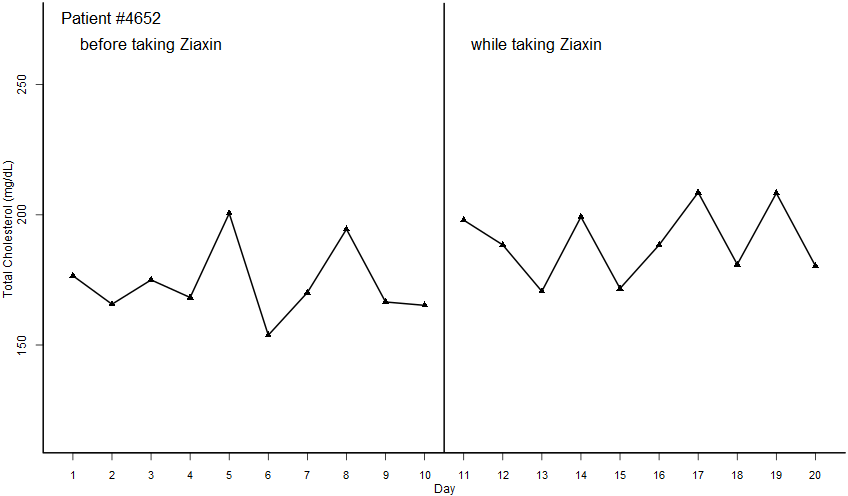 Patient #4652
before taking Ziaxin
while taking Ziaxin
Total Cholesterol (mg/dL)
250
200
150
1 2 3 4 5 6 7 8 9 10 11 12 13 14 15 16 17 18 19 20
Day